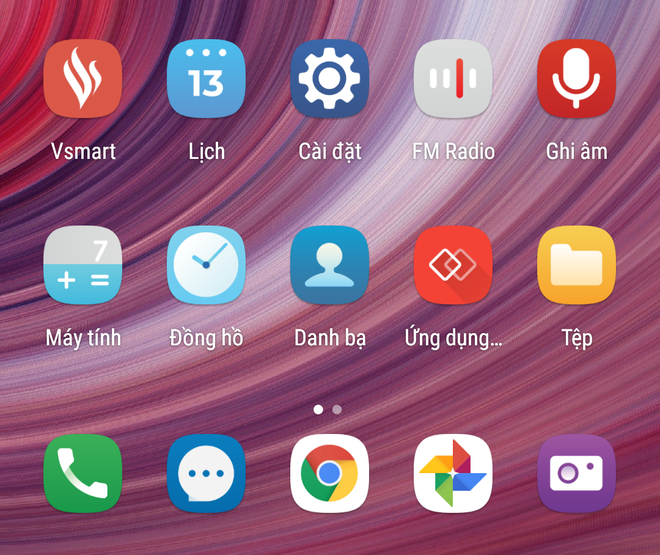 13
Vsmart
Lịch
Cài đặt
FM Radio
Ghi âm
7
+ =
Máy tính
Đồng hồ
Danh bạ
Ứng dụng...
Tệp